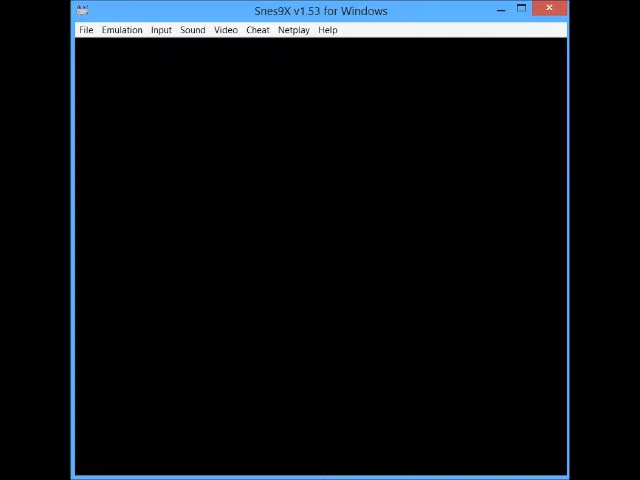 Snes9X v1.53 for Windows
File Emulation Input Sound Video Cheat Netplay Help